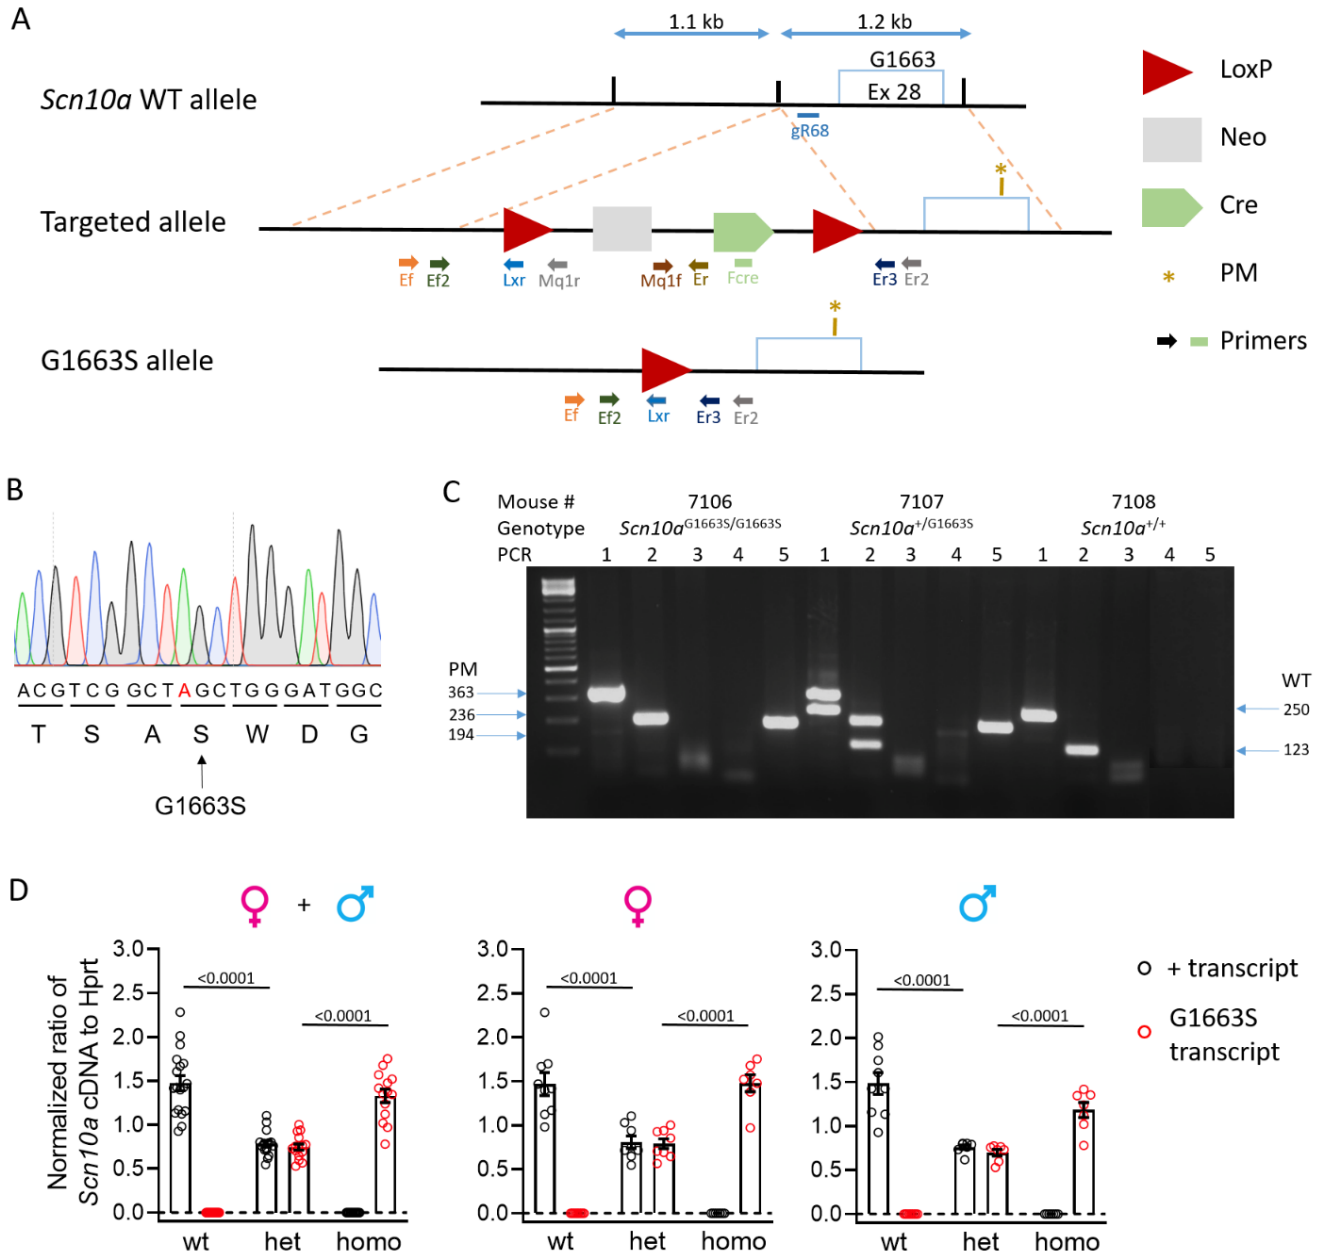 A
1.1 kb
1.2 kb
G1663
Scn10a WT allele
Ex 28
gR68
LoxP
Neo
Targeted allele
*
Cre
Ef
Ef2
Lxr
Mq1r
Mq1f
Er
Fcre
Er3
Er2
* PM
*
G1663S allele
Primers
Ef
Ef2
Lxr
Er3
Er2
B
ACGTCGGCTAGCTGGGATGGC
T S A S W D G
G1663S
C
Mouse # 7106 7107 7108
Genotype Scn10aG1663S/G1663S Scn10a+/G1663S Scn10a+/+
PCR 1 2 3 4 5 1 2 3 4 5 1 2 3 4 5
PM
363
236
194
WT
250
123
D
♀ + ♂
♀
♂
Normalized ratio of
Scn10a cDNA to Hprt
3.0
2.5
2.0
1.5
1.0
0.5
0.0
<0.0001
<0.0001
wt het homo
3.0
2.5
2.0
1.5
1.0
0.5
0.0
<0.0001
<0.0001
wt het homo
3.0
2.5
2.0
1.5
1.0
0.5
0.0
<0.0001
<0.0001
wt het homo
+ transcript
G1663S
transcript